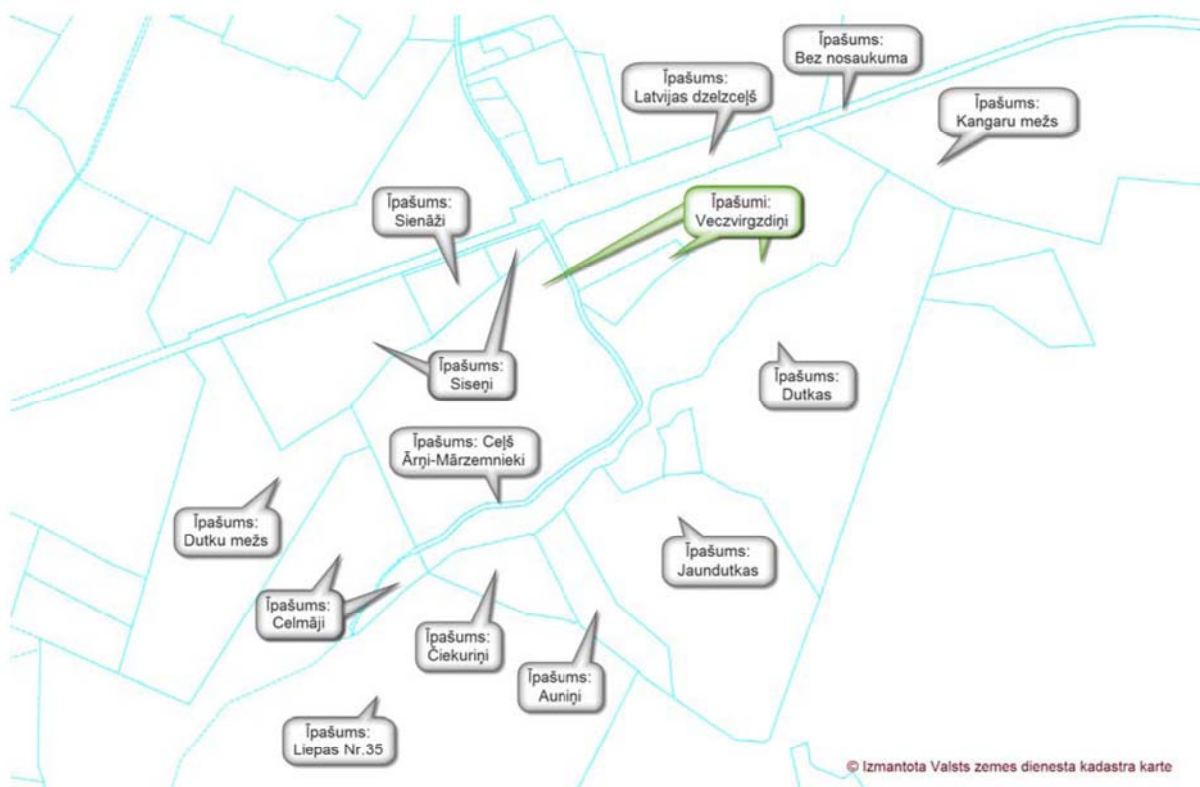 Īpašums:
Bez nosaukuma
Īpašums:
Latvijas dzelzceļš
Īpašums:
Kangaru mežs
Īpašums:
Sienāži
Īpašumi:
Veczvirgzdiņi
Īpašums:
Siseņi
Īpašums:
Dutkas
Īpašums: Ceļš
Ārņi-Mārzemnieki
Īpašums:
Dutku mežs
Īpašums:
Jaundutkas
Īpašums:
Celmāji
Īpašums:
Čiekuriņi
Īpašums:
Auniņi
Īpašums:
Liepas Nr.35
© Izmantota Valsts zemes dienesta kadastra karte